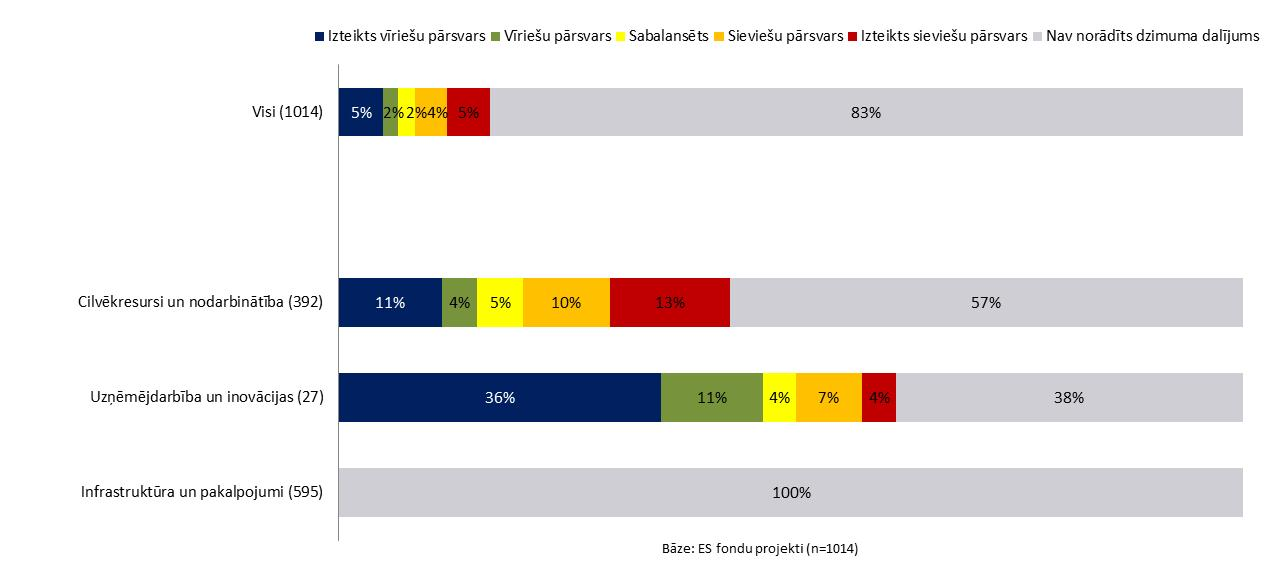 Izteikts vīriešu pārsvars Vīriešu pārsvars Sabalansēts Sieviešu pārsvars Izteikts sieviešu pārsvars Nav norādīts dzimuma dalījums
Visi (1014) 5% 2% 2% 4% 5% 83%
Cilvēkresursi un nodarbinātība (392) 11% 4% 5% 10% 13% 57%
Uzņēmējdarbība un inovācijas (27) 36% 11% 4% 7% 4% 38%
Infrastruktūra un pakalpojumi (595) 100%
Bāze: ES fondu projekti (n=1014)